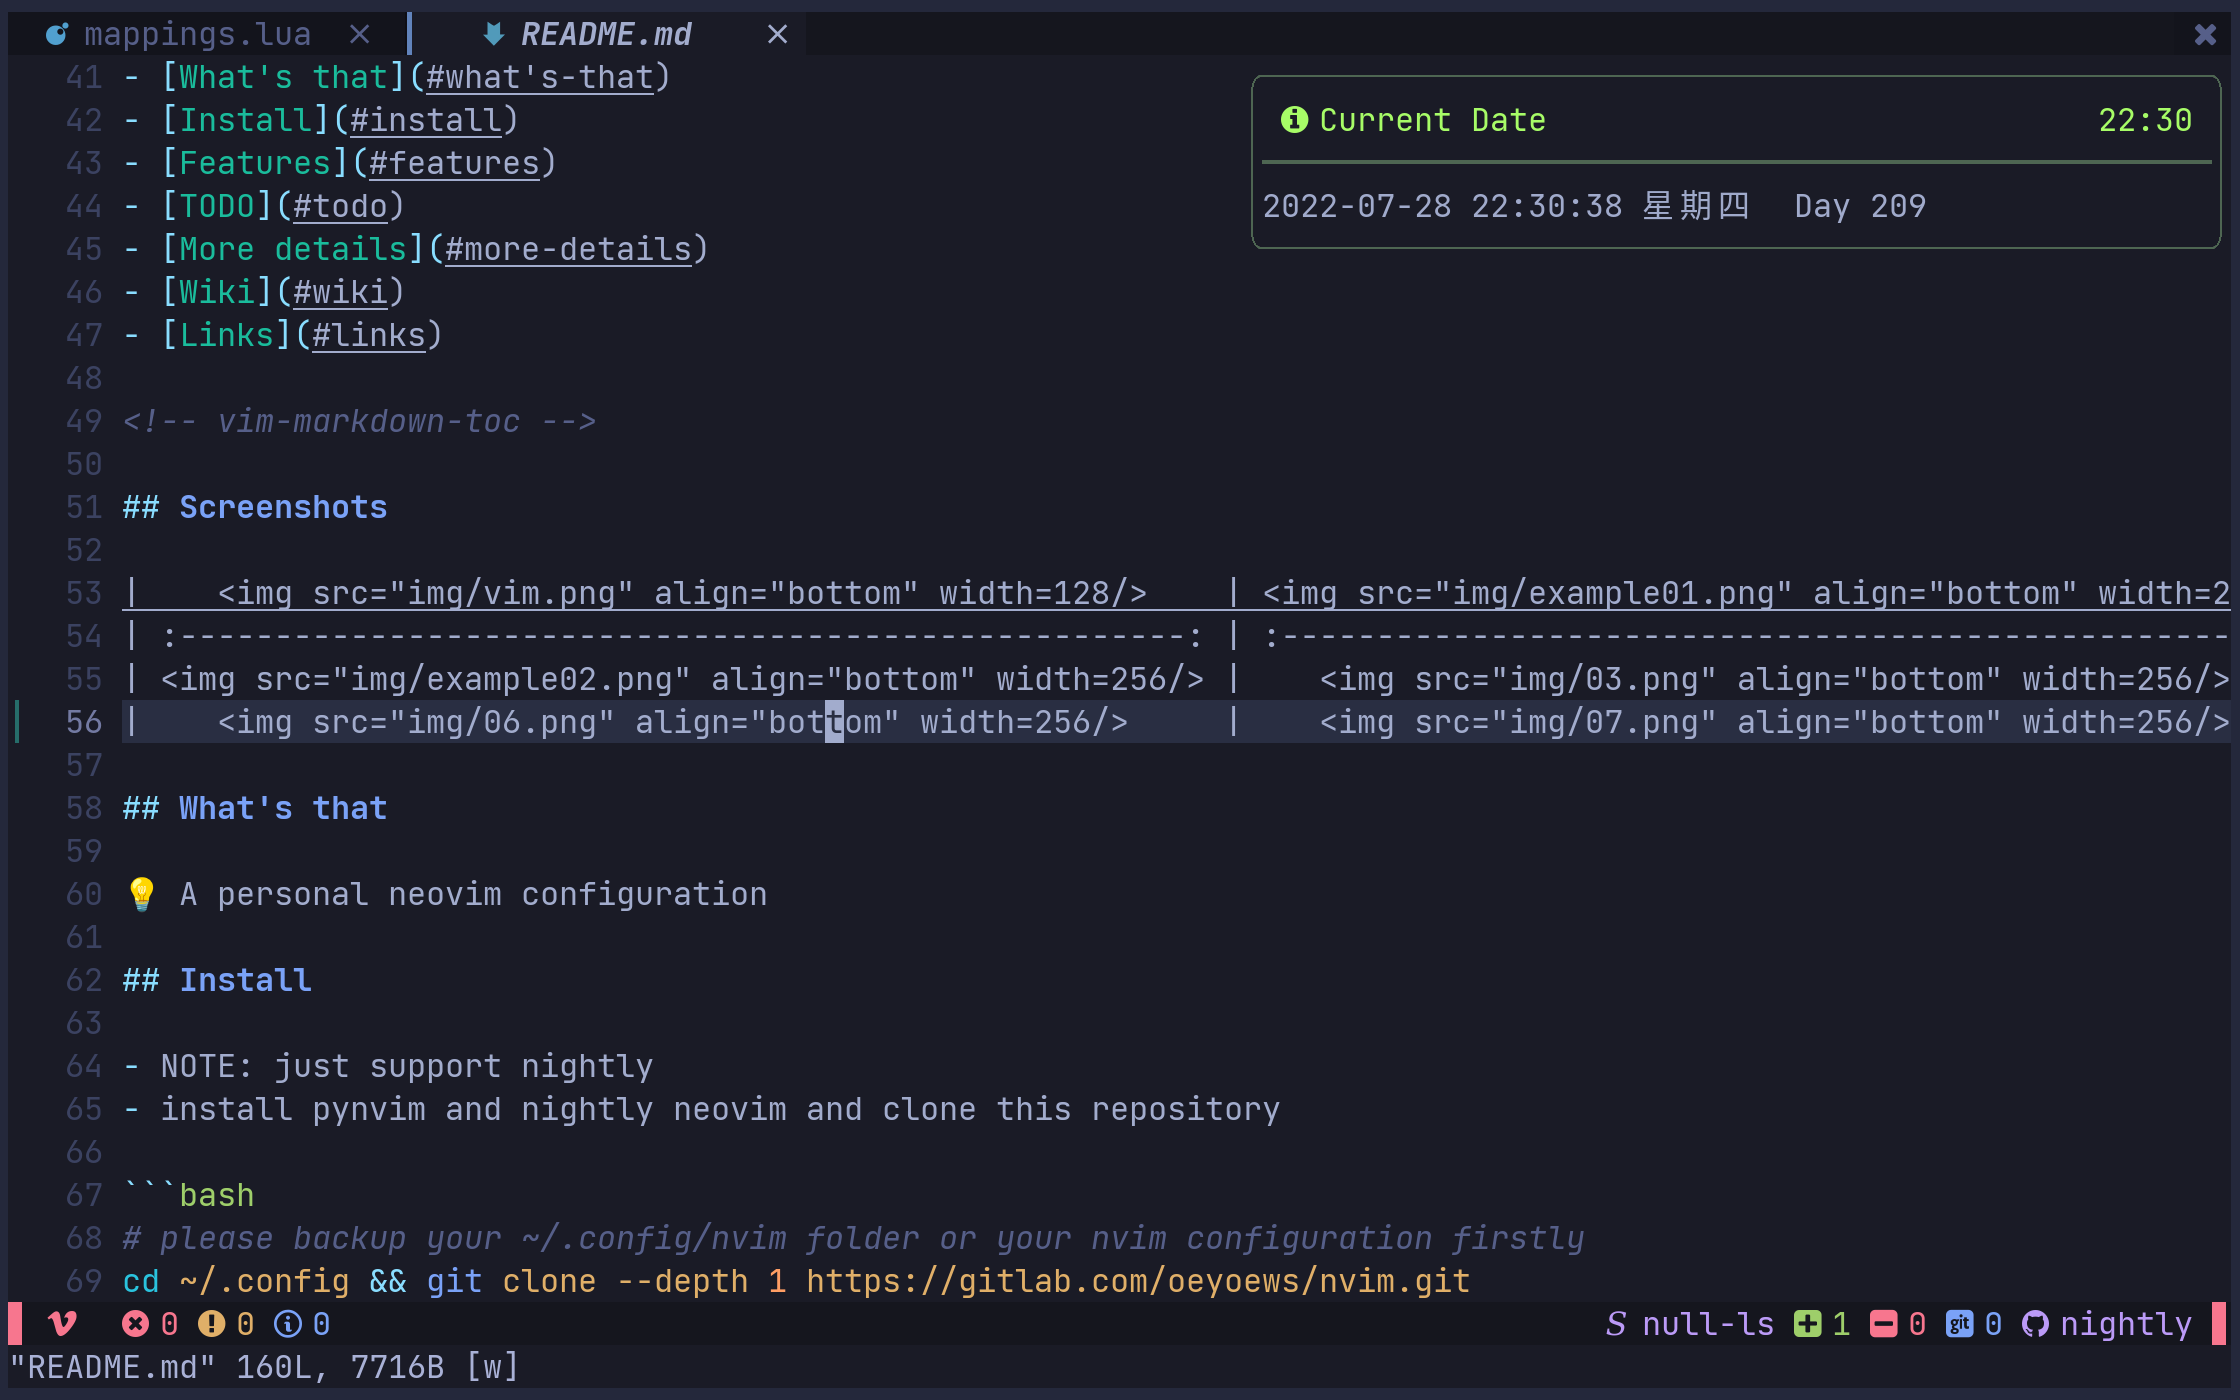 mappings.lua README.md
41 - [What's that](#what's-that)
Current Date 22:30
42 - [Install](#install)
43 - [Features](#features)
2022-07-28 22:30:38 星期四 Day 209
44 - [TODO](#todo)
45 - [More details](#more-details)
46 - [Wiki](#wiki)
47 - [Links](#links)
48
49 <!-- vim-markdown-toc -->
50
51 ## Screenshots
52
53 |    <img src="img/vim.png" align="bottom" width=128/>    | <img src="img/example01.png" align="bottom" width=2
54 | :-----------------------------------------------------: | :--------------------------------------------------
55 | <img src="img/example02.png" align="bottom" width=256/> |    <img src="img/03.png" align="bottom" width=256/>
56 |    <img src="img/06.png" align="bottom" width=256/>     |    <img src="img/07.png" align="bottom" width=256/>
57
58 ## What's that
59
60 💡 A personal neovim configuration
61
62 ## Install
63
64 - NOTE: just support nightly
65 - install pynvim and nightly neovim and clone this repository
66
67 ```bash
68 # please backup your ~/.config/nvim folder or your nvim configuration firstly
69 cd ~/.config && git clone --depth 1 https://gitlab.com/oeyoews/nvim.git
0 0 0 null-ls 1 0 git 0 nightly
"README.md" 160L, 7716B [w]